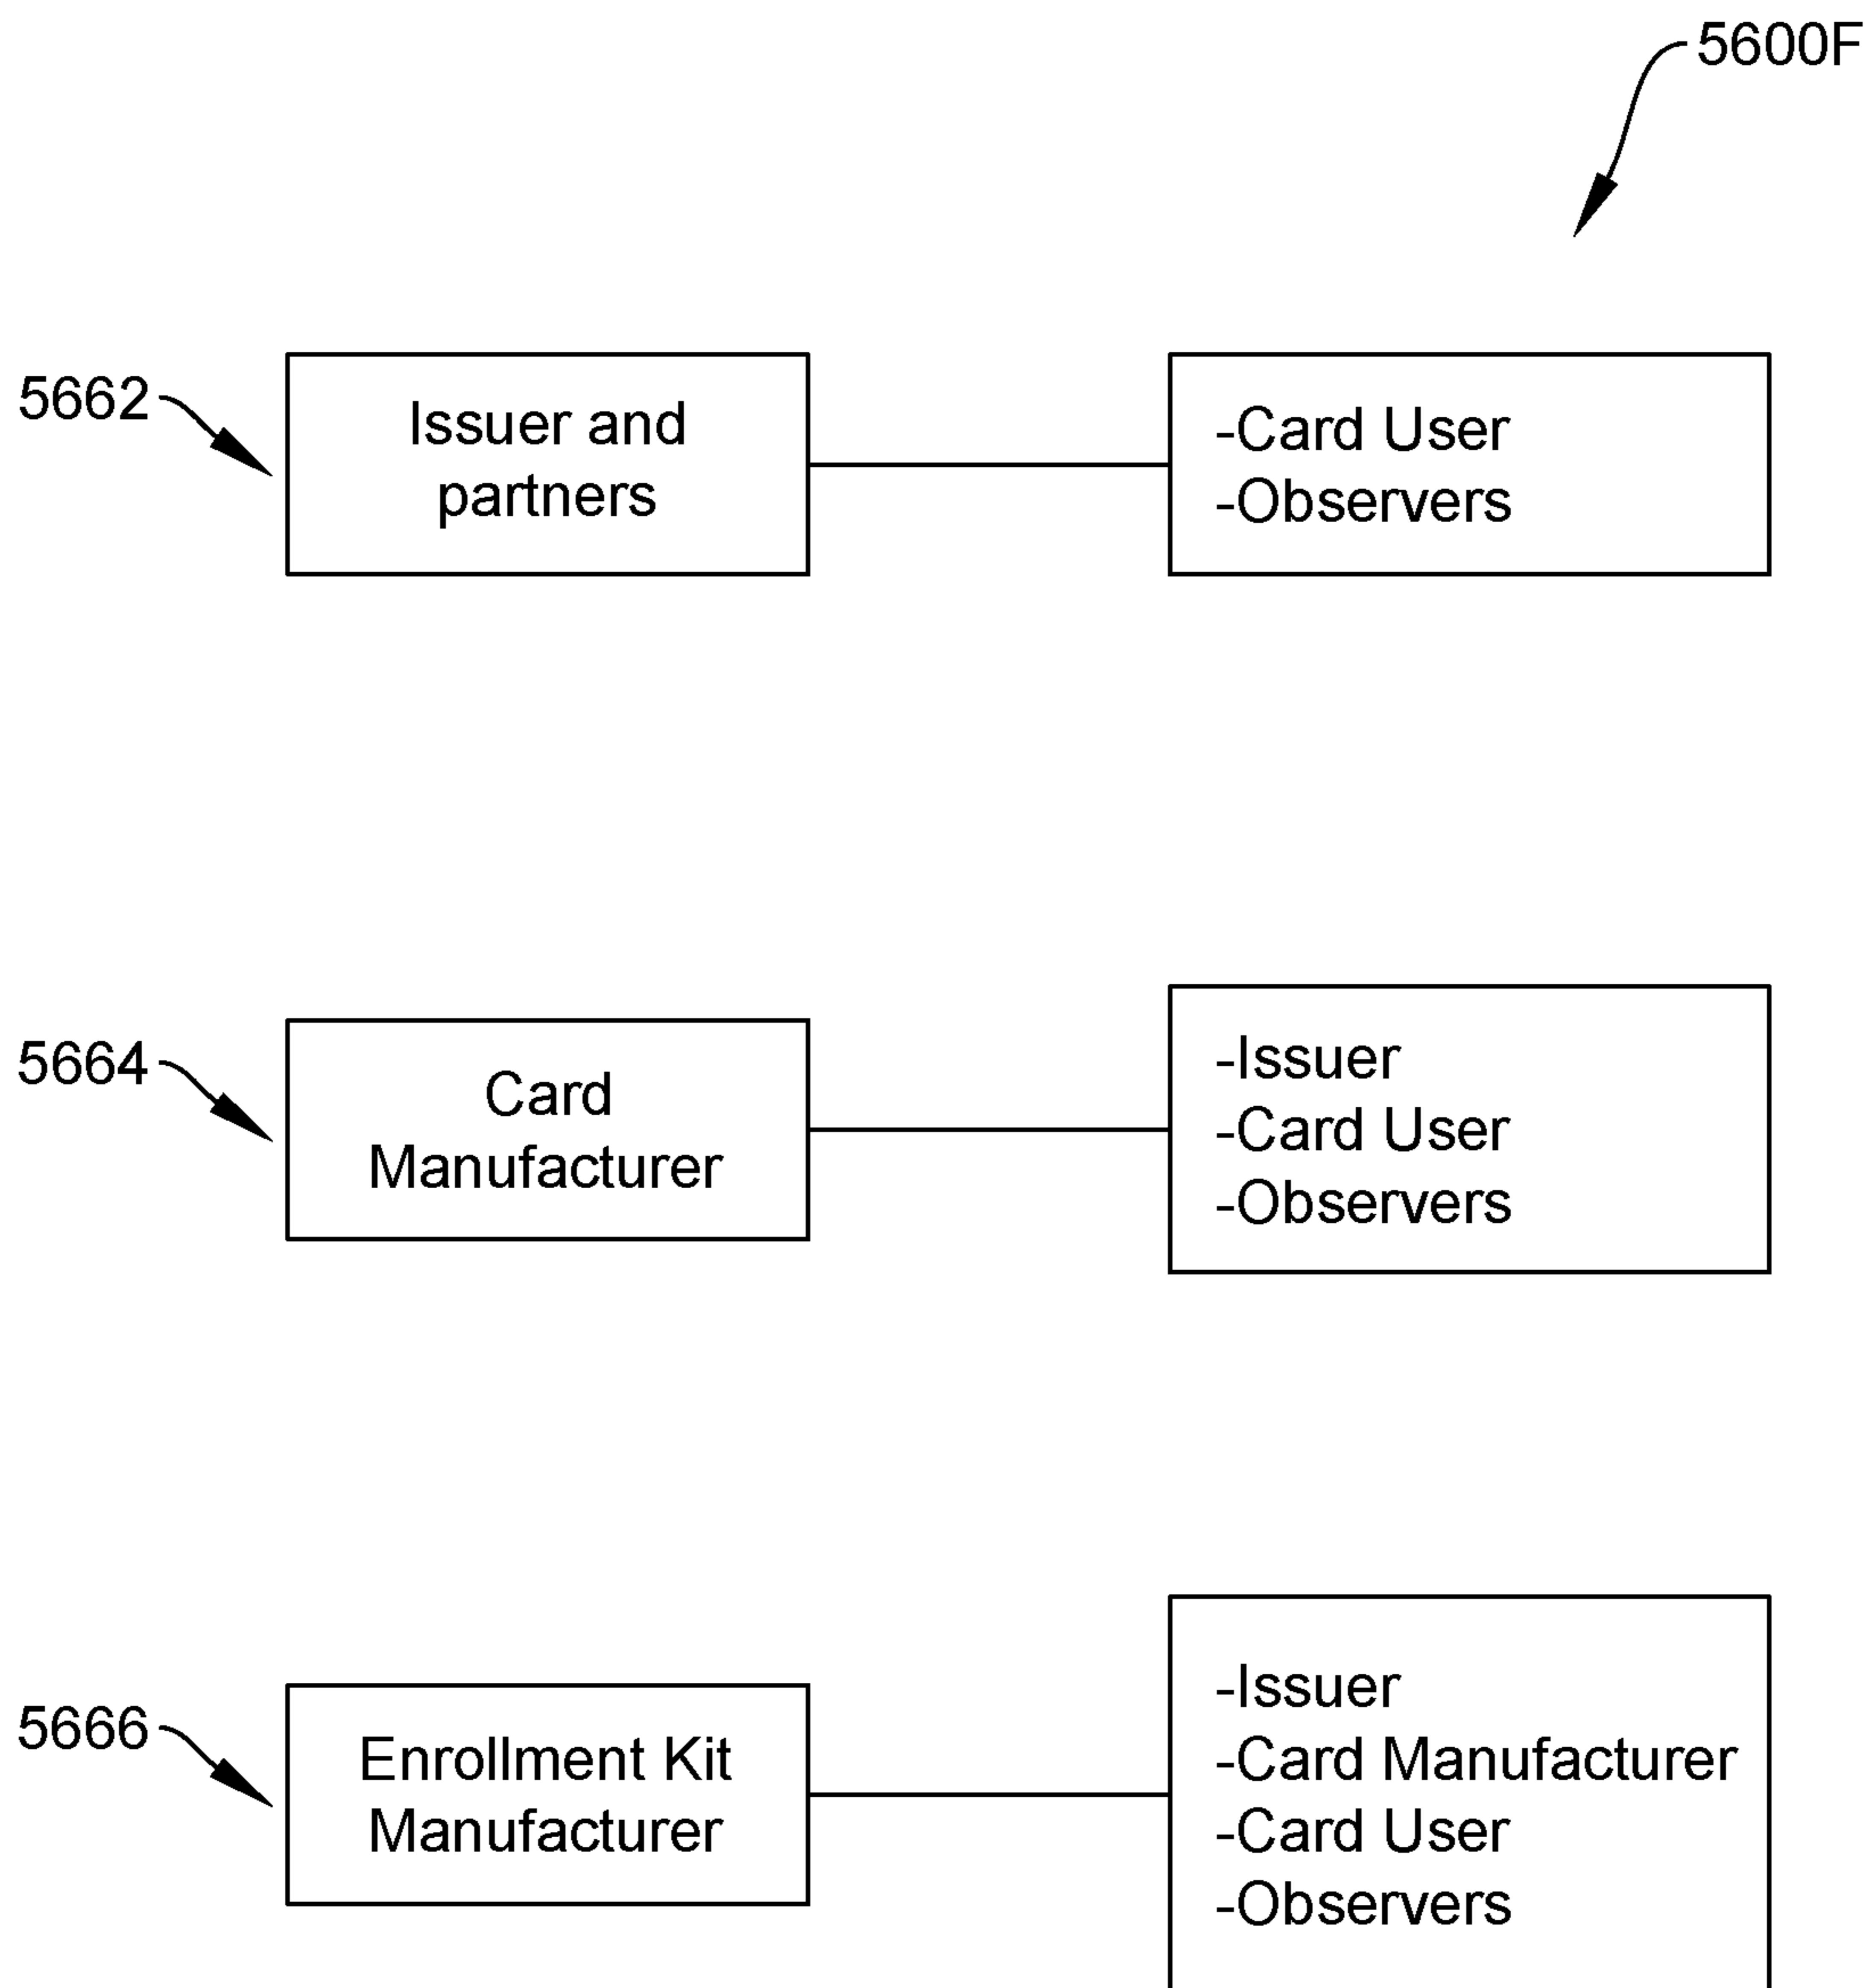 5600F
5662
Issuer and
partners
-Card User
-Observers
5664
Card
Manufacturer
-Issuer
-Card User
-Observers
5666
Enrollment Kit
Manufacturer
-Issuer
-Card Manufacturer
-Card User
-Observers